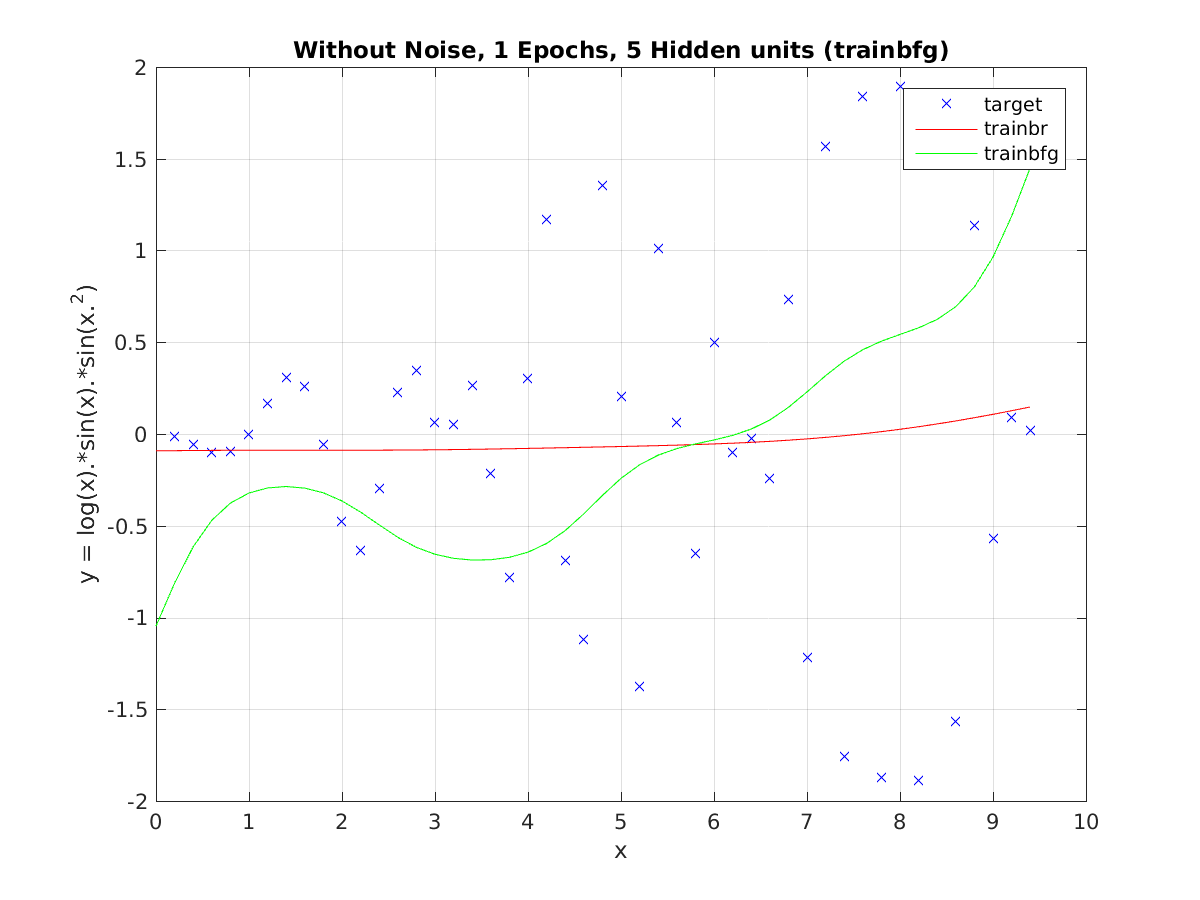 Without Noise, 1 Epochs, 5 Hidden units (trainbfg)
target
trainbr
trainbfg
y = log(x).*sin(x).*sin(x.²)
2
1.5
1
0.5
0
-0.5
-1
-1.5
-2
0 1 2 3 4 5 6 7 8 9 10
x